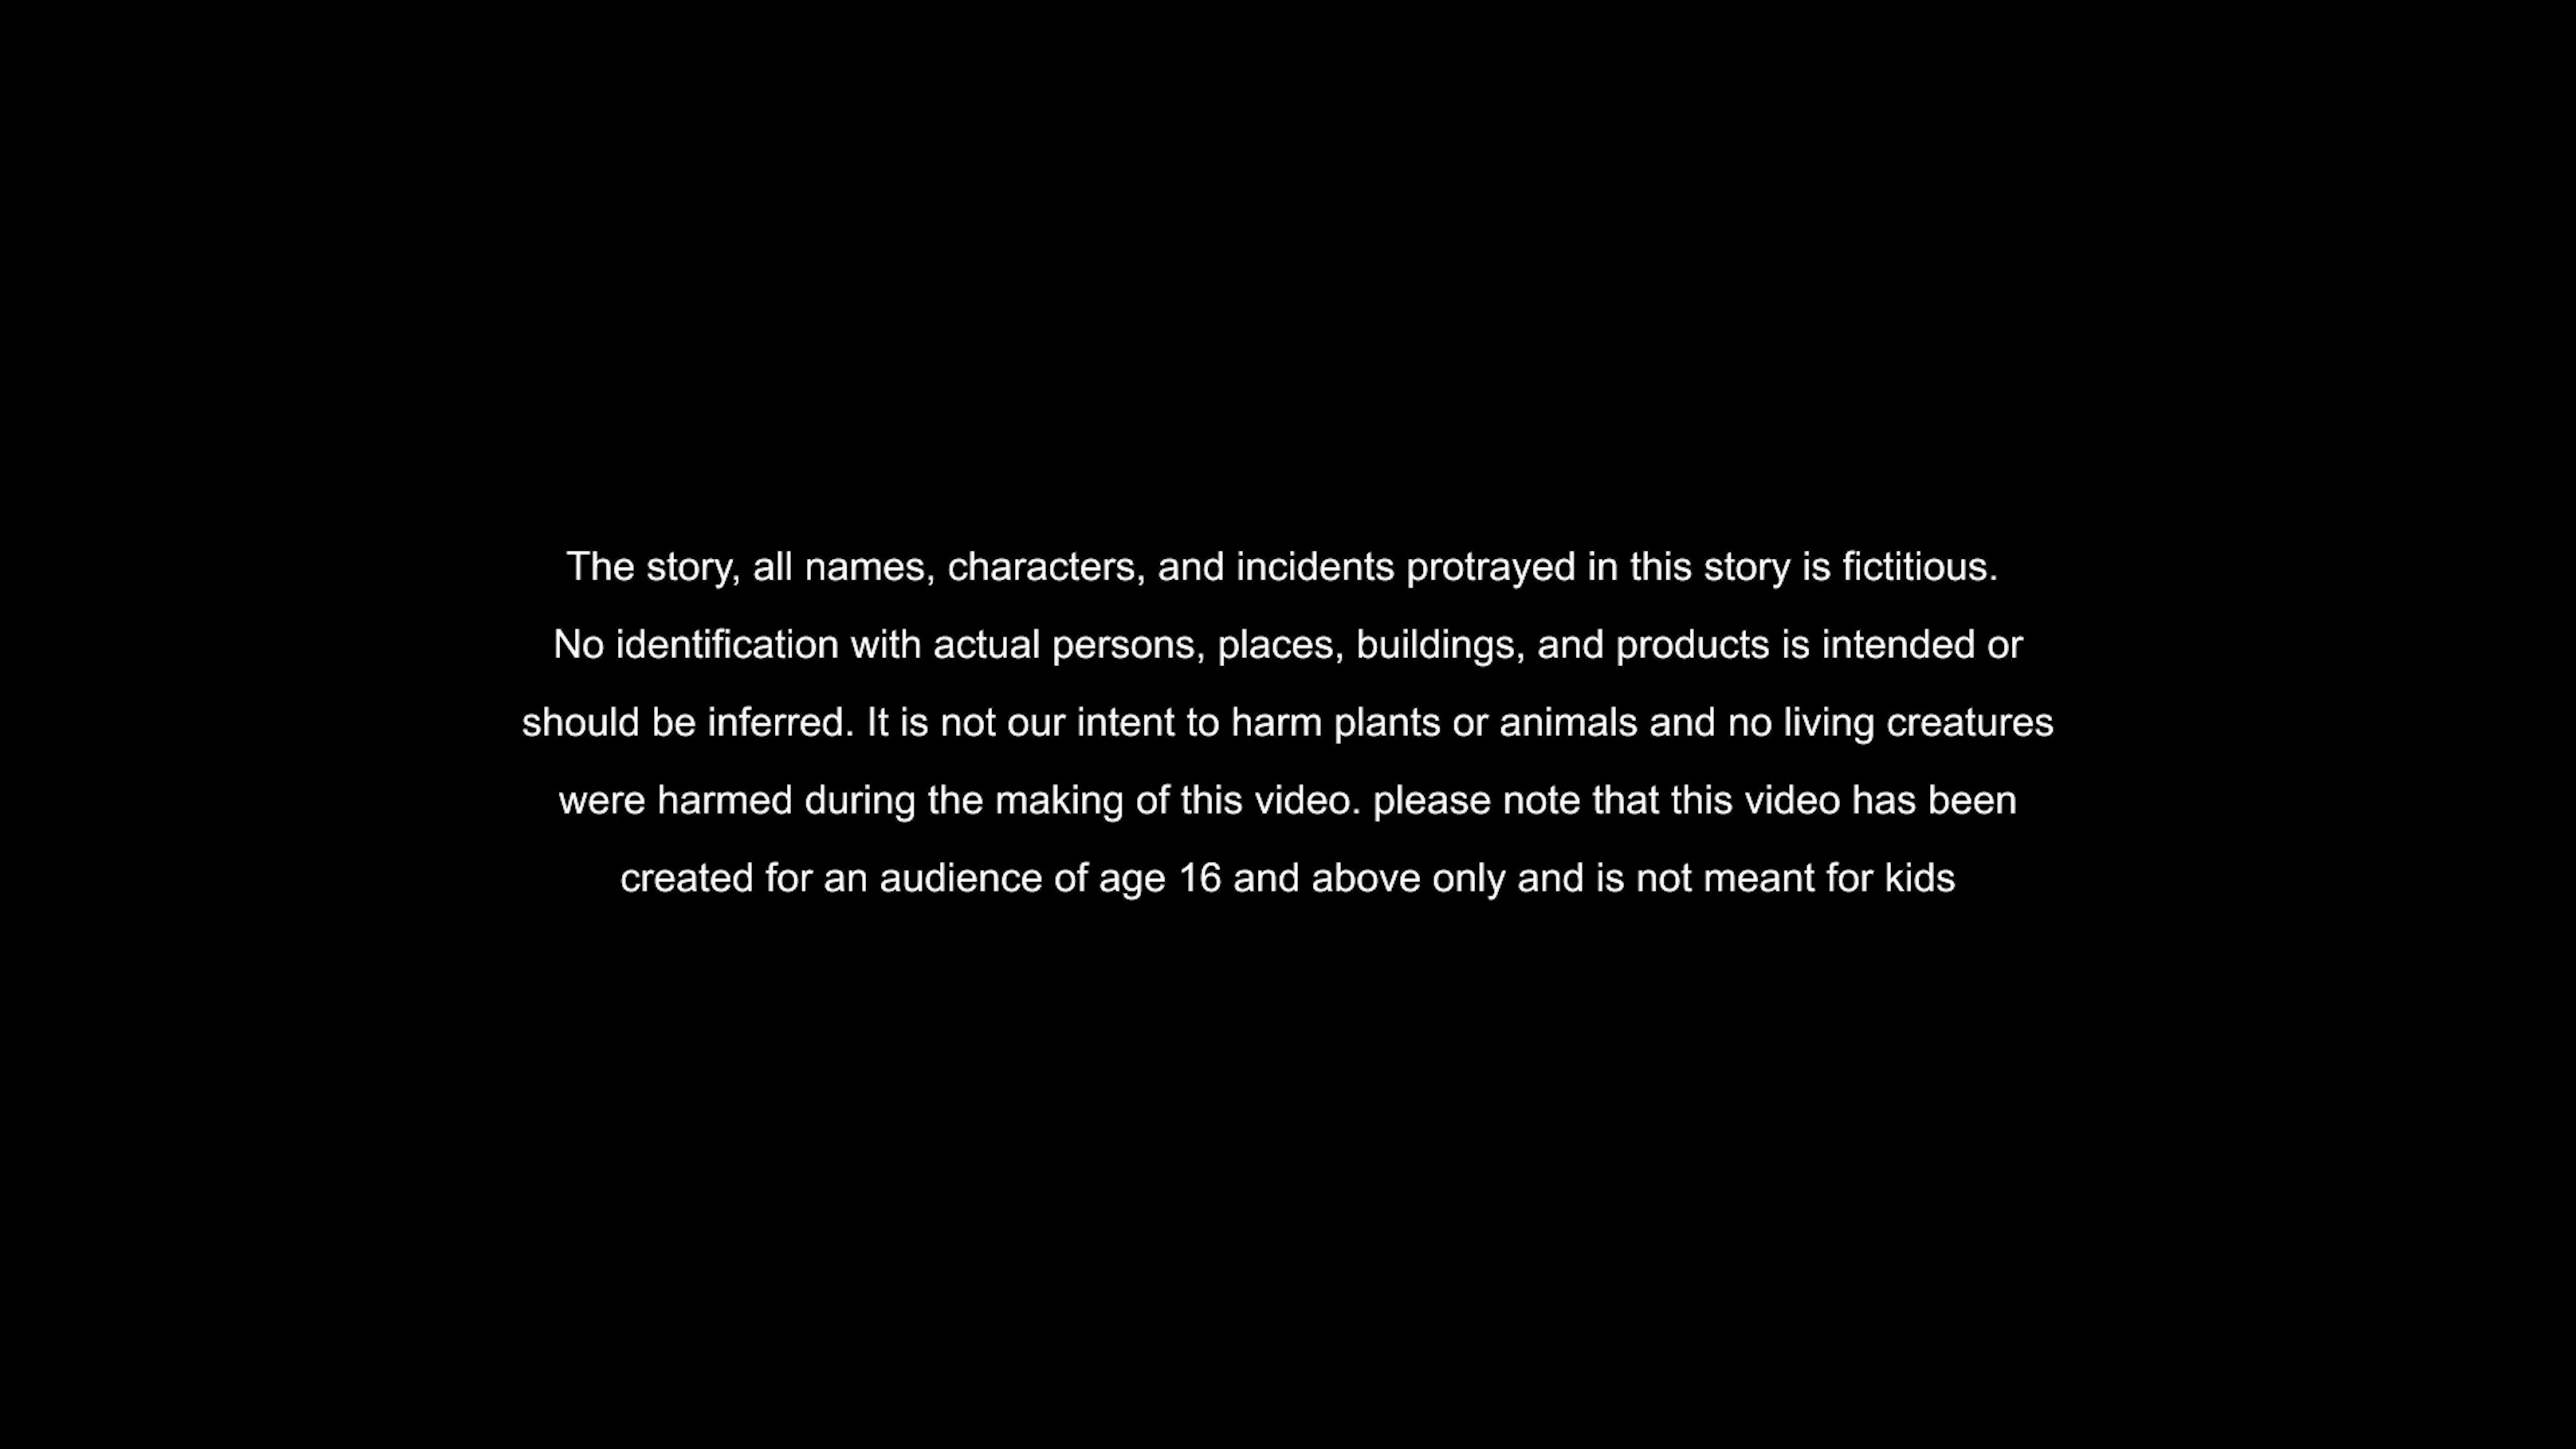 The story, all names, characters, and incidents protrayed in this story is fictitious.
No identification with actual persons, places, buildings, and products is intended or
should be inferred. It is not our intent to harm plants or animals and no living creatures
were harmed during the making of this video. please note that this video has been
created for an audience of age 16 and above only and is not meant for kids